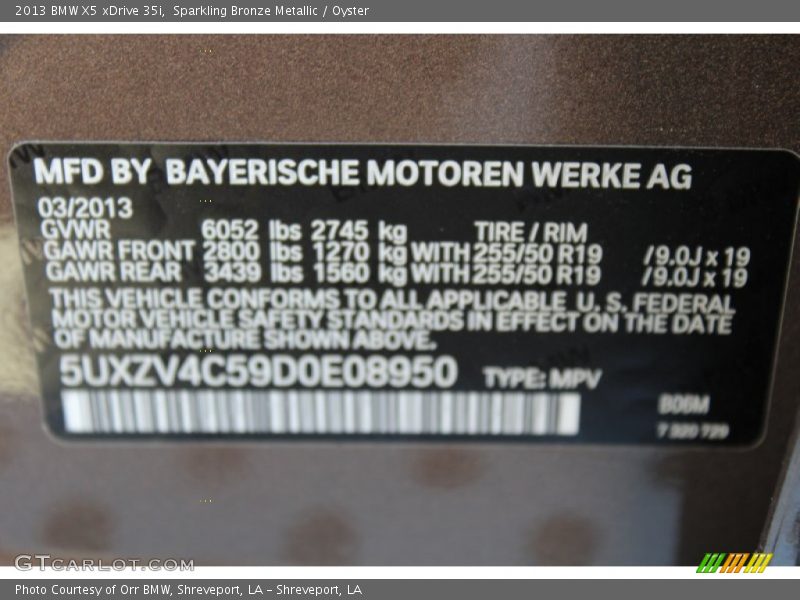 2013 BMW X5 xDrive 35i, Sparkling Bronze Metallic / Oyster
MFD BY BAYERISCHE MOTOREN WERKE AG
03/2013
GVWR 6052 lbs 2745 kg TIRE / RIM
GAWR FRONT 2800 lbs 1270 kg WITH 255/50 R19 /9.0J x 19
GAWR REAR 3439 lbs 1560 kg WITH 255/50 R19 /9.0J x 19
THIS VEHICLE CONFORMS TO ALL APPLICABLE U.S. FEDERAL
MOTOR VEHICLE SAFETY STANDARDS IN EFFECT ON THE DATE
OF MANUFACTURE SHOWN ABOVE.
5UXZV4C59D0E08950 TYPE: MPV
7 320 729
GTCARLOT.COM
Photo Courtesy of Orr BMW, Shreveport, LA - Shreveport, LA